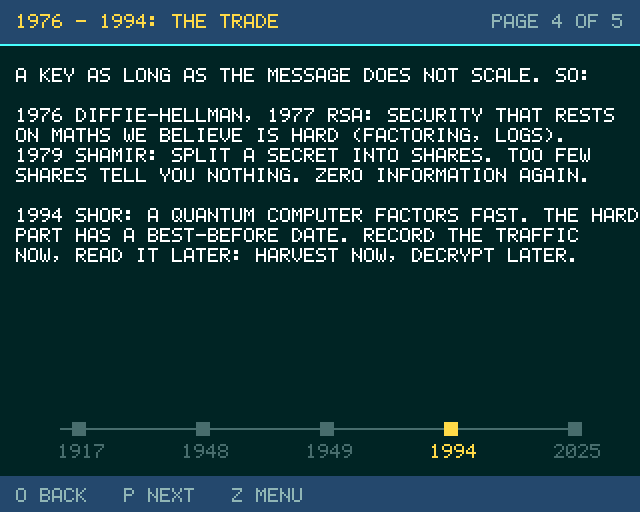 1976 - 1994: THE TRADE
PAGE 4 OF 5
A KEY AS LONG AS THE MESSAGE DOES NOT SCALE. SO:
1976 DIFFIE-HELLMAN, 1977 RSA: SECURITY THAT RESTS
ON MATHS WE BELIEVE IS HARD (FACTORING, LOGS).
1979 SHAMIR: SPLIT A SECRET INTO SHARES. TOO FEW
SHARES TELL YOU NOTHING. ZERO INFORMATION AGAIN.
1994 SHOR: A QUANTUM COMPUTER FACTORS FAST. THE HARD
PART HAS A BEST-BEFORE DATE. RECORD THE TRAFFIC
NOW, READ IT LATER: HARVEST NOW, DECRYPT LATER.
1917 1948 1949 1994 2025
O BACK P NEXT Z MENU